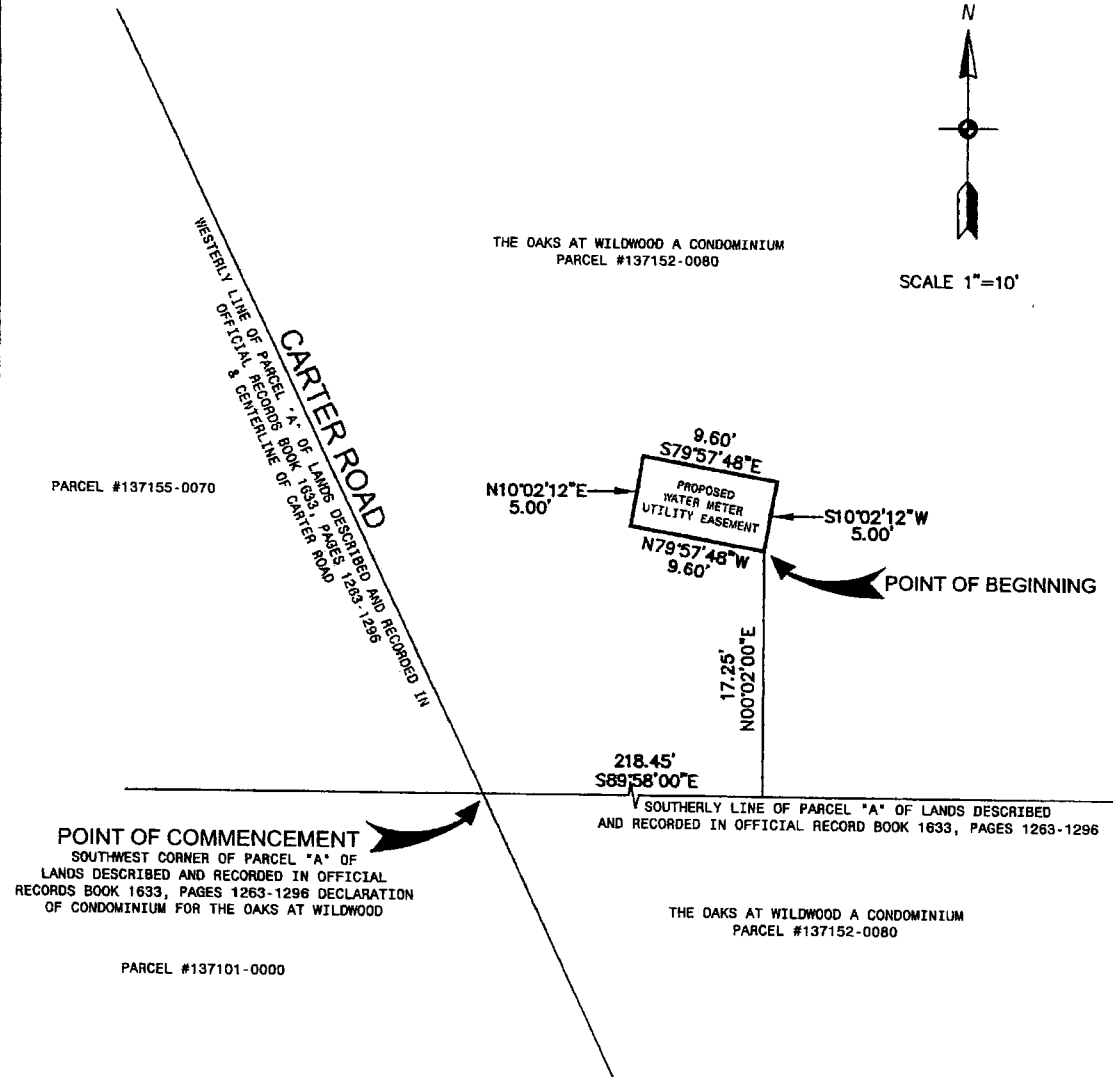 N
SCALE 1"=10'
THE OAKS AT WILDWOOD A CONDOMINIUM
PARCEL #137152-0080
WESTERLY LINE OF PARCEL "A" OF LANDS DESCRIBED AND RECORDED IN
OFFICIAL RECORDS BOOK 1633, PAGES 1263-1296
& CENTERLINE OF CARTER ROAD
CARTER ROAD
PARCEL #137155-0070
9.60'
S79°57'48"E
N10°02'12"E
5.00'
PROPOSED
WATER METER
UTILITY EASEMENT
S10°02'12"W
5.00'
N79°57'48"W
9.60'
POINT OF BEGINNING
17.25'
N00°02'00"E
218.45'
S89°58'00"E
SOUTHERLY LINE OF PARCEL "A" OF LANDS DESCRIBED
AND RECORDED IN OFFICIAL RECORD BOOK 1633, PAGES 1263-1296
POINT OF COMMENCEMENT
SOUTHWEST CORNER OF PARCEL "A" OF
LANDS DESCRIBED AND RECORDED IN OFFICIAL
RECORDS BOOK 1633, PAGES 1263-1296 DECLARATION
OF CONDOMINIUM FOR THE OAKS AT WILDWOOD
THE OAKS AT WILDWOOD A CONDOMINIUM
PARCEL #137152-0080
PARCEL #137101-0000